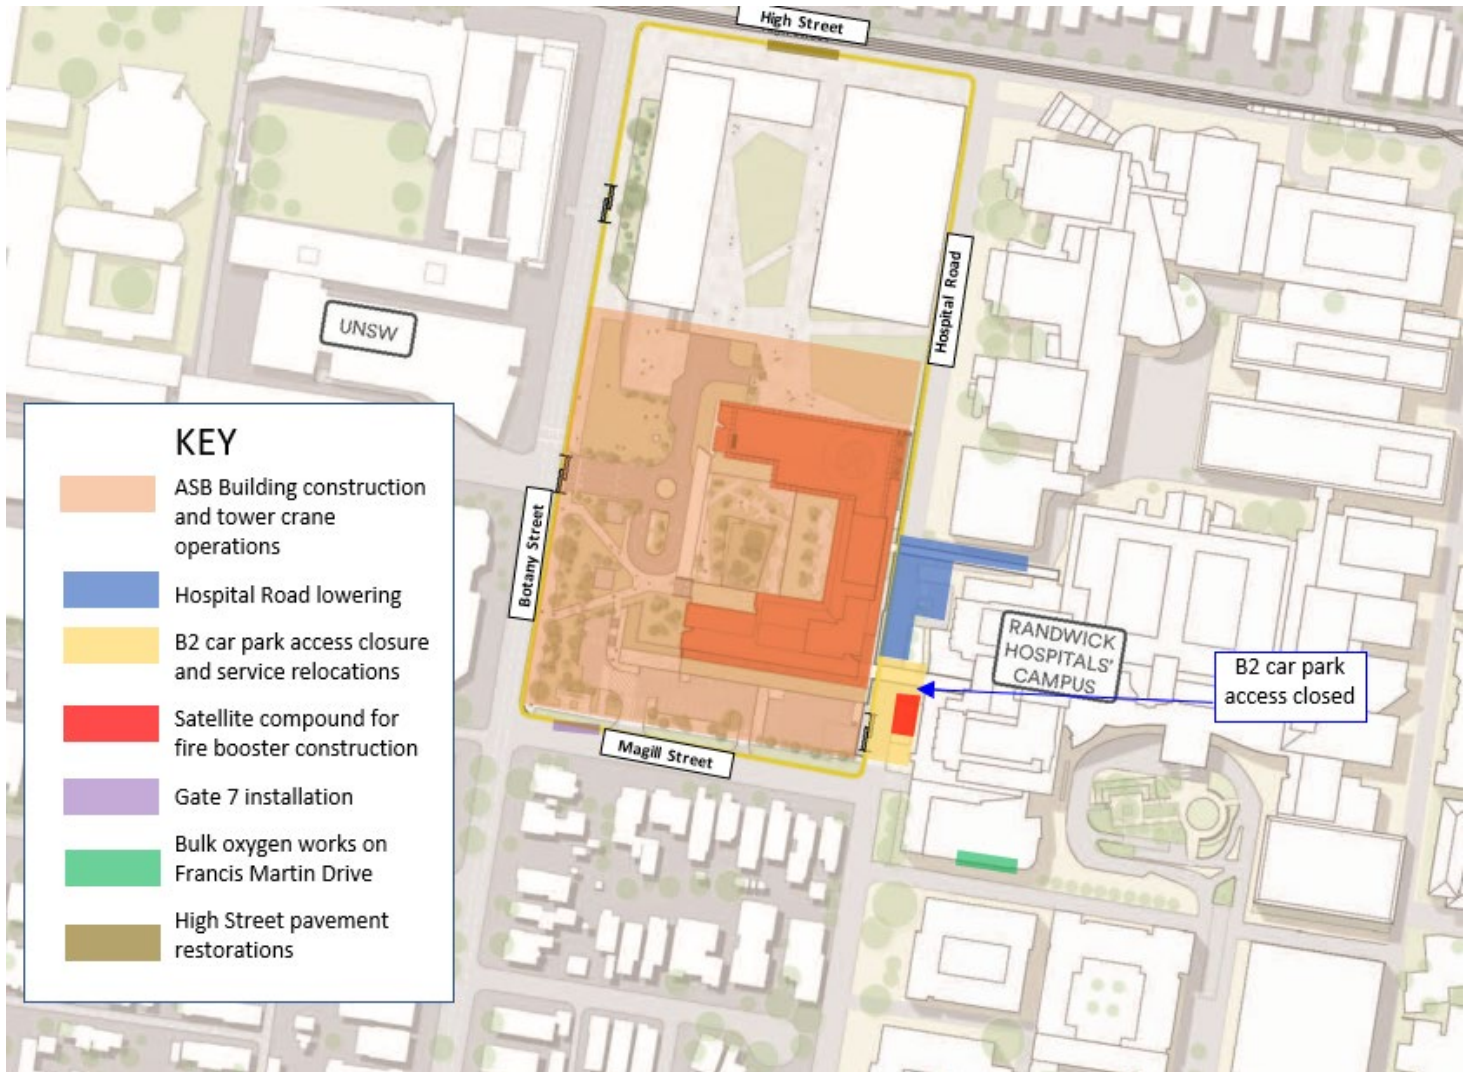 High Street
Hospital Road
UNSW
KEY
ASB Building construction
and tower crane
operations
Hospital Road lowering
B2 car park access closure
and service relocations
Satellite compound for
fire booster construction
Gate 7 installation
Bulk oxygen works on
Francis Martin Drive
High Street pavement
restorations
Botany Street
RANDWICK
HOSPITALS'
CAMPUS
B2 car park
access closed
Magill Street